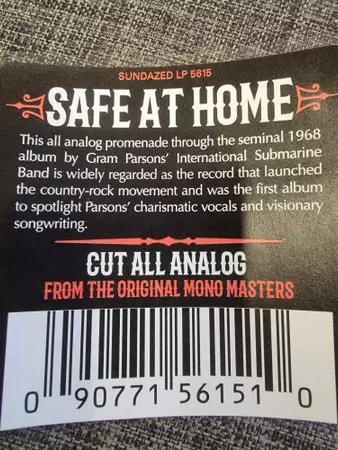 SUNDAZED LP 5615
SAFE AT HOME
This all analog promenade through the seminal 1968
album by Gram Parsons' International Submarine
Band is widely regarded as the record that launched
the country-rock movement and was the first album
to spotlight Parsons' charismatic vocals and visionary
songwriting.
CUT ALL ANALOG
FROM THE ORIGINAL MONO MASTERS
0 90771 56151 0